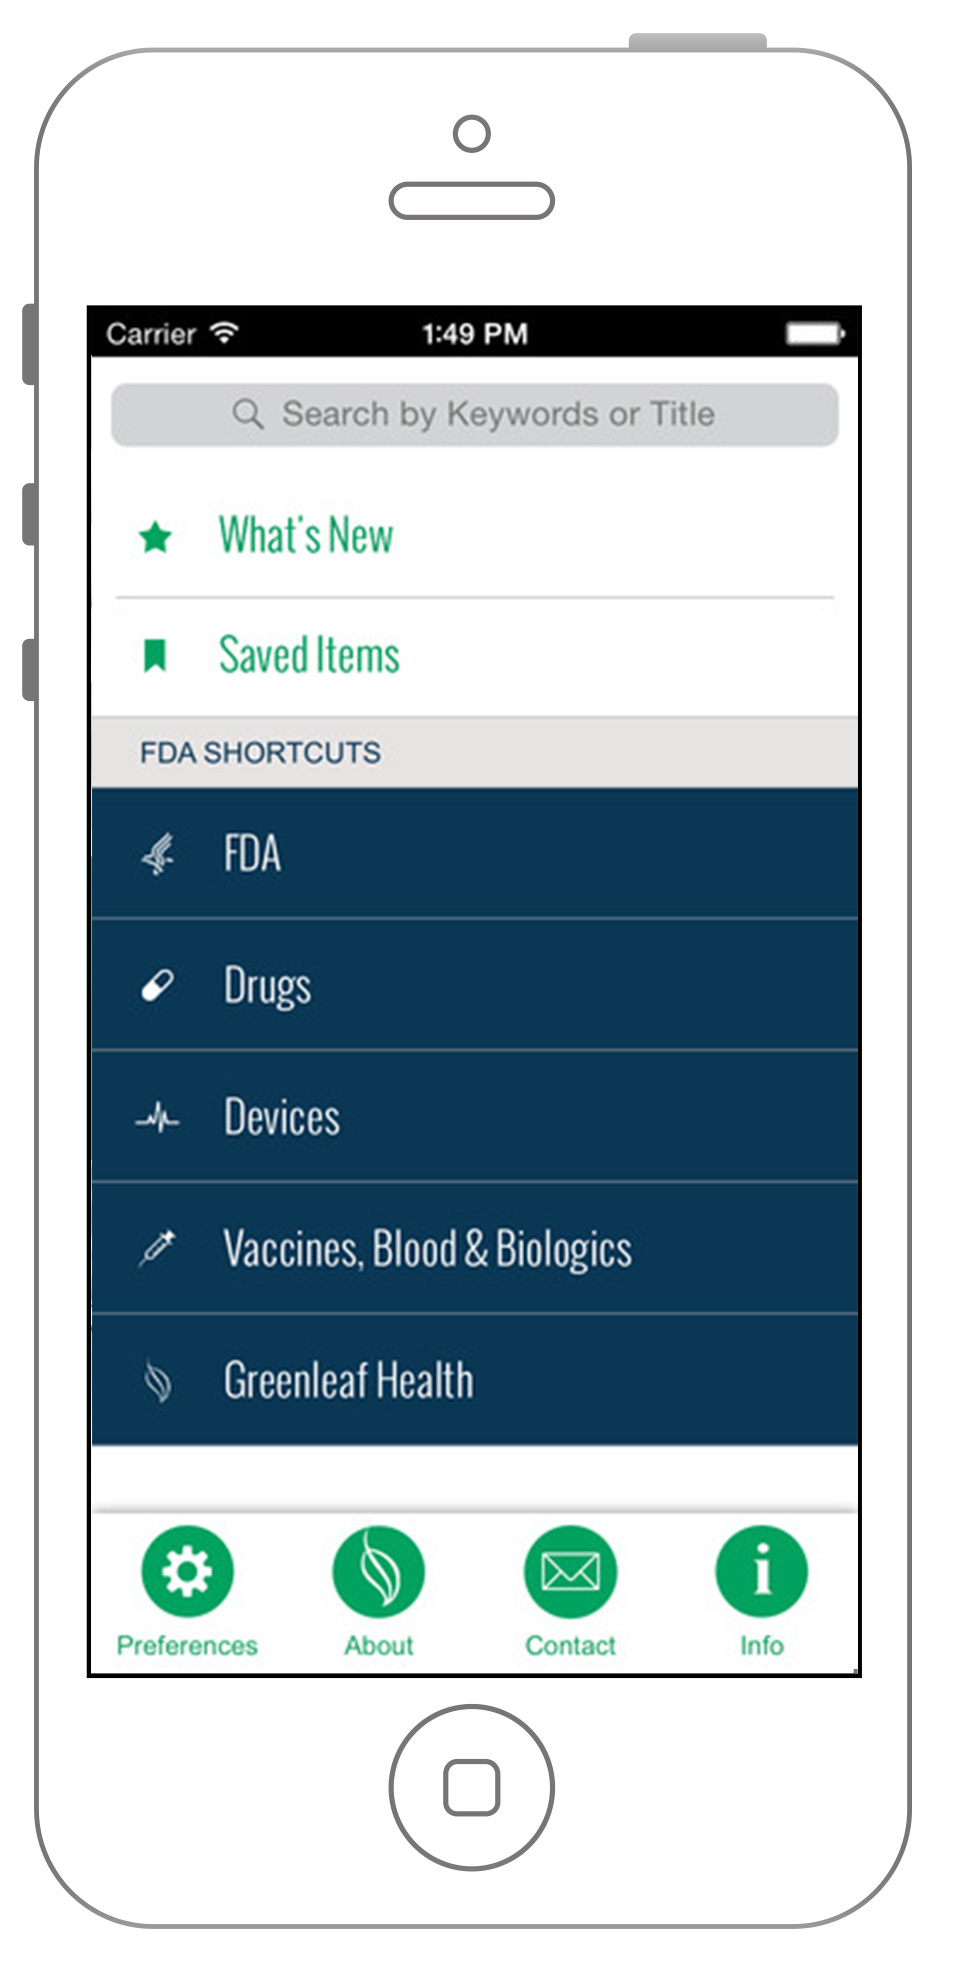 Carrier 1:49 PM
Search by Keywords or Title
What's New
Saved Items
FDA SHORTCUTS
FDA
Drugs
Devices
Vaccines, Blood & Biologics
Greenleaf Health
Preferences About Contact Info